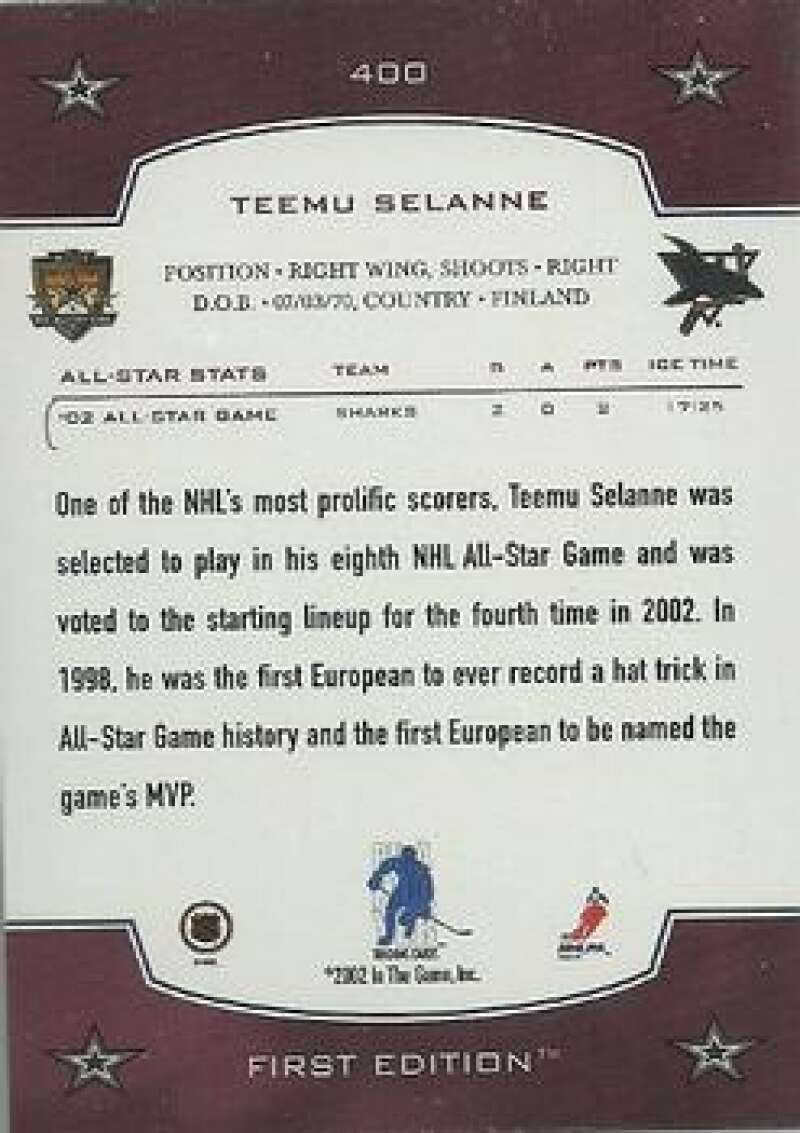 400
TEEMU SELANNE
POSITION • RIGHT WING, SHOOTS • RIGHT
D.O.B. • 07/03/70, COUNTRY • FINLAND
ALL-STAR STATS TEAM G A PTS ICE TIME
'02 ALL-STAR GAME SHARKS 2 0 2 17:25
One of the NHL's most prolific scorers, Teemu Selanne was
selected to play in his eighth NHL All-Star Game and was
voted to the starting lineup for the fourth time in 2002. In
1998, he was the first European to ever record a hat trick in
All-Star Game history and the first European to be named the
game's MVP.
©2002 In The Game, Inc.
FIRST EDITION™